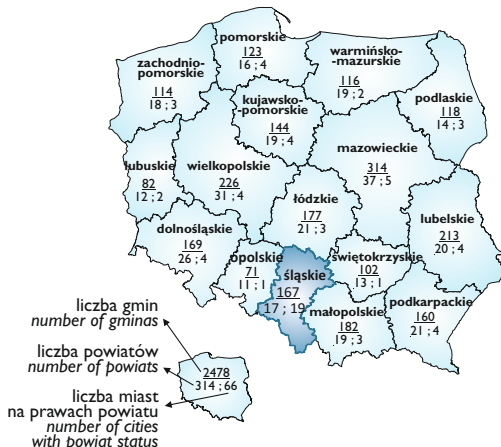 pomorskie
123
16 ; 4
zachodnio-
pomorskie
114
18 ; 3
warmińsko-
-mazurskie
116
19 ; 2
podlaskie
118
14 ; 3
kujawsko-
-pomorskie
144
19 ; 4
mazowieckie
314
37 ; 5
lubuskie
82
12 ; 2
wielkopolskie
226
31 ; 4
łódzkie
177
21 ; 3
lubelskie
213
20 ; 4
dolnośląskie
169
26 ; 4
opolskie
71
11 ; 1
śląskie
167
17 ; 19
świętokrzyskie
102
13 ; 1
małopolskie
182
19 ; 3
podkarpackie
160
21 ; 4
liczba gmin
number of gminas
liczba powiatów
number of powiats
liczba miast
na prawach powiatu
number of cities
with powiat status
2478
314 ; 66